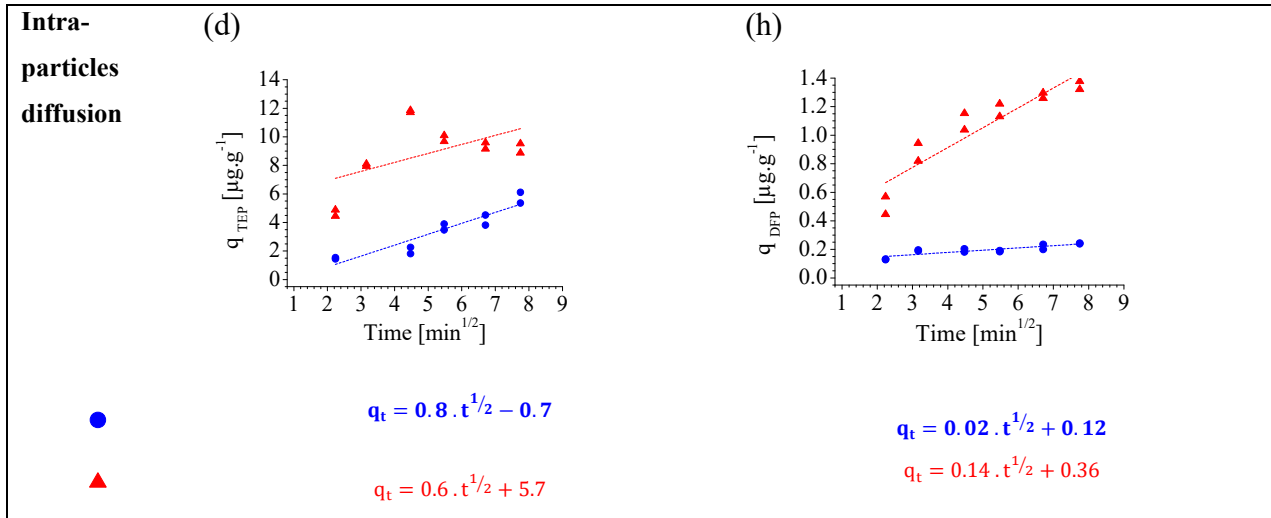 Intra-
particles
diffusion
(d)
14
12
10
8
6
4
2
0
q TEP [µg.g-1]
1 2 3 4 5 6 7 8 9
Time [min1/2]
qt = 0.8 . t1/2 − 0.7
qt = 0.6 . t1/2 + 5.7
(h)
1.4
1.2
1.0
0.8
0.6
0.4
0.2
0.0
q DFP [µg.g-1]
1 2 3 4 5 6 7 8 9
Time [min1/2]
qt = 0.02 . t1/2 + 0.12
qt = 0.14 . t1/2 + 0.36